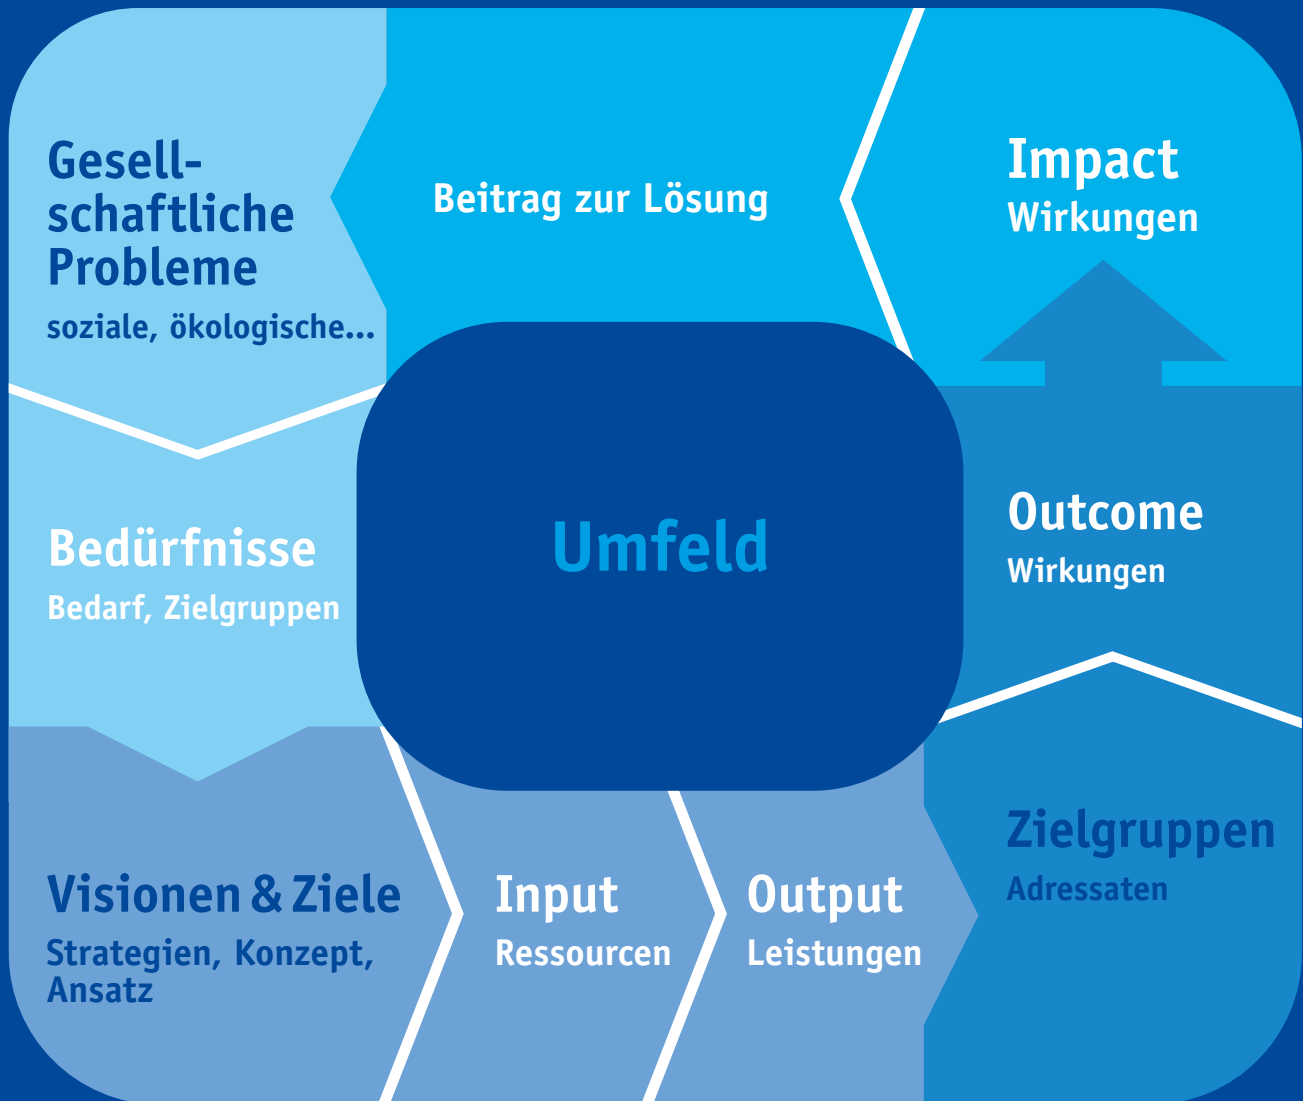 Gesell-
schaftliche
Probleme
soziale, ökologische...
Beitrag zur Lösung
Impact
Wirkungen
Bedürfnisse
Bedarf, Zielgruppen
Umfeld
Outcome
Wirkungen
Visionen & Ziele
Strategien, Konzept,
Ansatz
Input
Ressourcen
Output
Leistungen
Zielgruppen
Adressaten